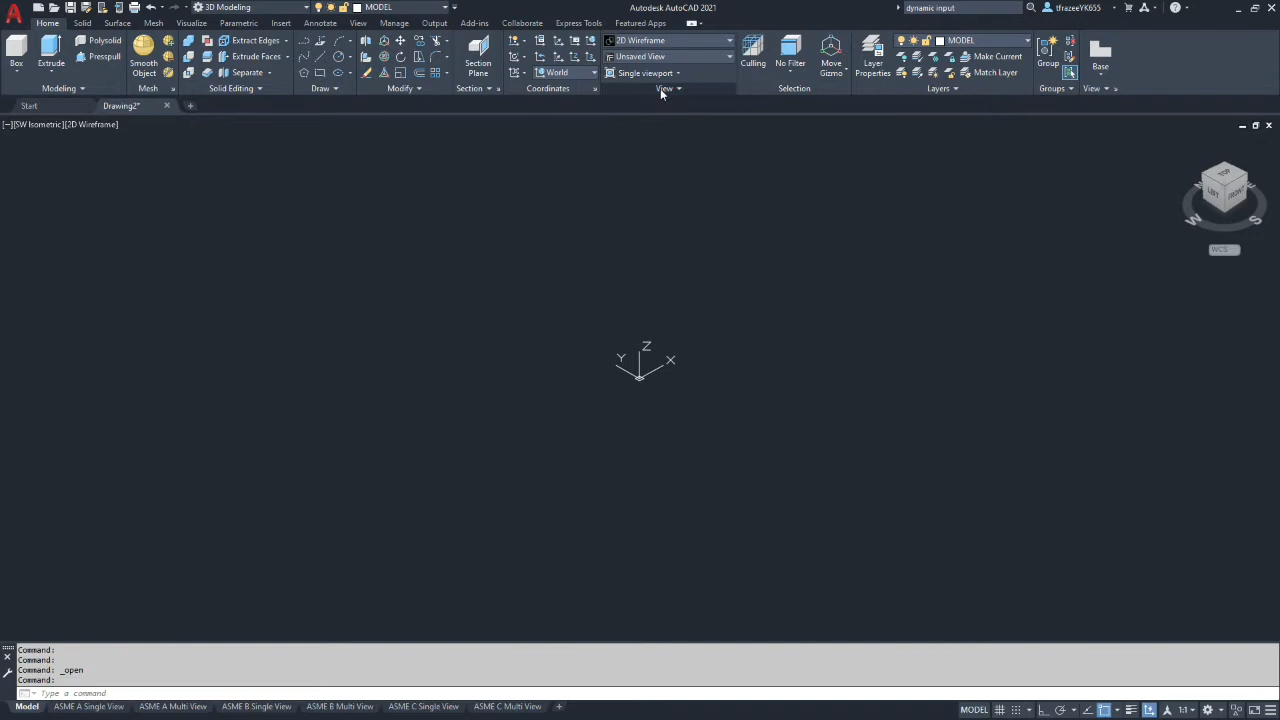 3D Modeling
MODEL
Autodesk AutoCAD 2021
dynamic input
tfrazeeYK655
Home
Solid
Surface
Mesh
Visualize
Parametric
Insert
Annotate
View
Manage
Output
Add-ins
Collaborate
Express Tools
Featured Apps
Box
Extrude
Polysolid
Presspull
Smooth
Object
Extract Edges
Extrude Faces
Separate
Section
Plane
World
2D Wireframe
Unsaved View
Single viewport
Culling
No Filter
Move
Gizmo
Layer
Properties
MODEL
Make Current
Match Layer
Group
Base
Modeling
Mesh
Solid Editing
Draw
Modify
Section
Coordinates
View
Selection
Layers
Groups
View
Start
Drawing2*
[−][SW Isometric][2D Wireframe]
TOP
LEFT
FRONT
W
S
WCS
Z
Y
X
Command:
Command:
Command: _open
Command:
Type a command
Model
ASME A Single View
ASME A Multi View
ASME B Single View
ASME B Multi View
ASME C Single View
ASME C Multi View
MODEL
1:1